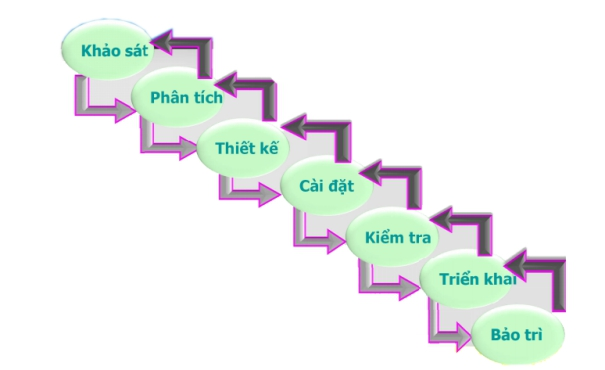 Khảo sát
Phân tích
Thiết kế
Cài đặt
Kiểm tra
Triển khai
Bảo trì